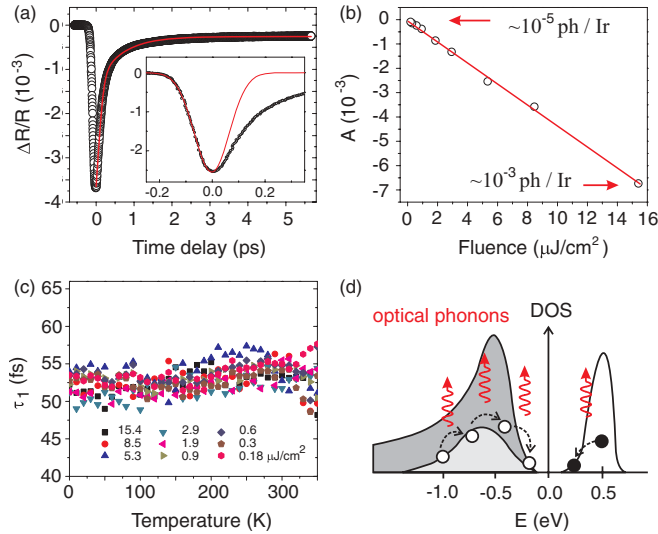 (a)
0
-1
-2
-3
-4
ΔR/R (10⁻³)
0
-1
-2
-0.2
0.0
0.2
0 1 2 3 4 5
Time delay (ps)
(b)
0
-1
-2
-3
-4
-5
-6
-7
A (10⁻³)
~10⁻⁵ ph / Ir
~10⁻³ ph / Ir
0 2 4 6 8 10 12 14 16
Fluence (μJ/cm²)
(c)
65
60
55
50
45
40
τ₁ (fs)
15.4 2.9 0.6
8.5 1.9 0.3
5.3 0.9 0.18 μJ/cm²
0 100 200 300
Temperature (K)
(d)
optical phonons
DOS
-1.0 -0.5 0.0 0.5
E (eV)